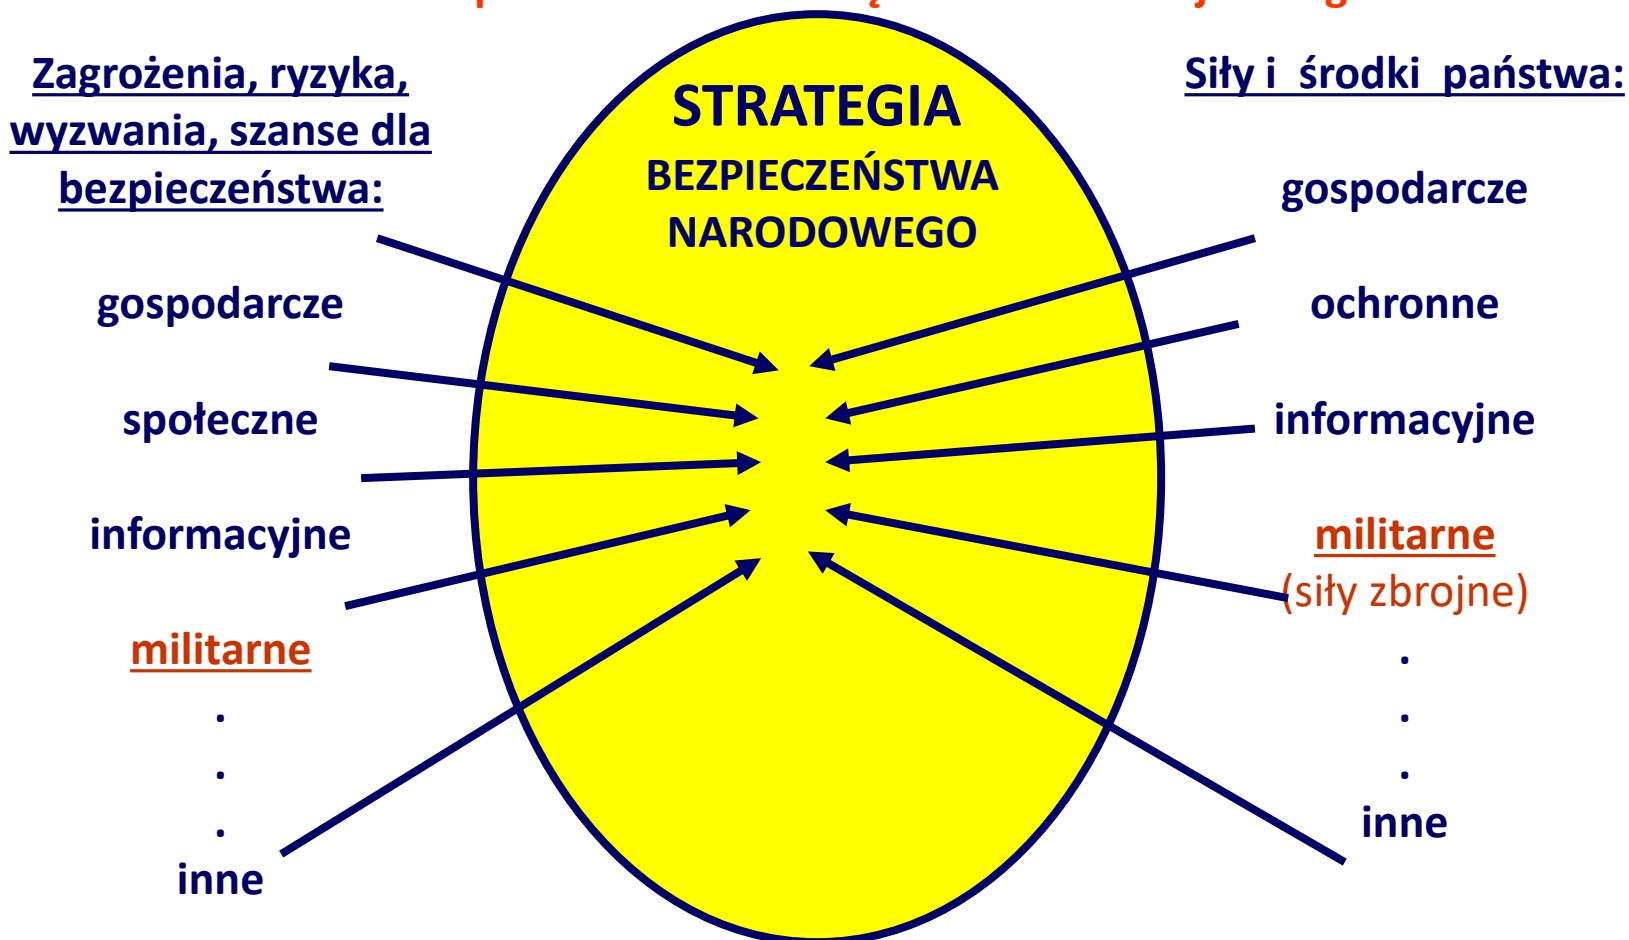 Zagrożenia, ryzyka,
wyzwania, szanse dla
bezpieczeństwa:
gospodarcze
społeczne
informacyjne
militarne
.
.
.
inne
STRATEGIA
BEZPIECZEŃSTWA
NARODOWEGO
Siły i środki państwa:
gospodarcze
ochronne
informacyjne
militarne
(siły zbrojne)
.
.
.
inne